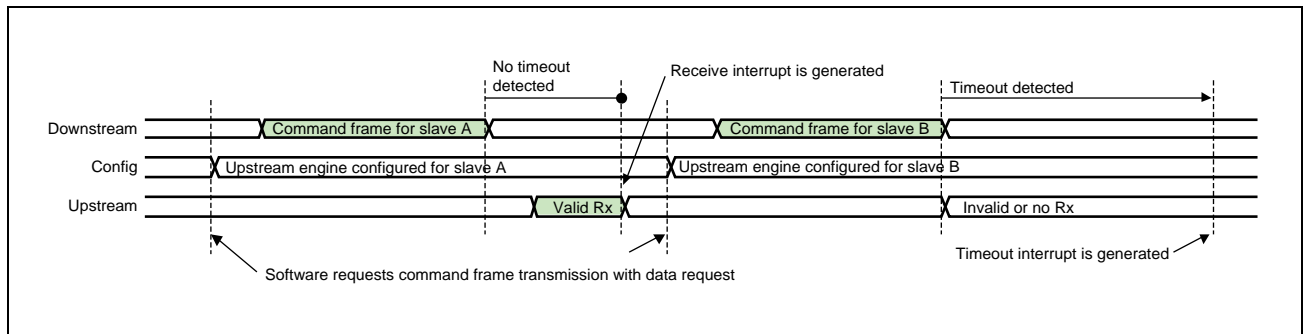 No timeout
detected
Receive interrupt is generated
Timeout detected
Downstream
Command frame for slave A
Command frame for slave B
Config
Upstream engine configured for slave A
Upstream engine configured for slave B
Upstream
Valid Rx
Invalid or no Rx
Timeout interrupt is generated
Software requests command frame transmission with data request